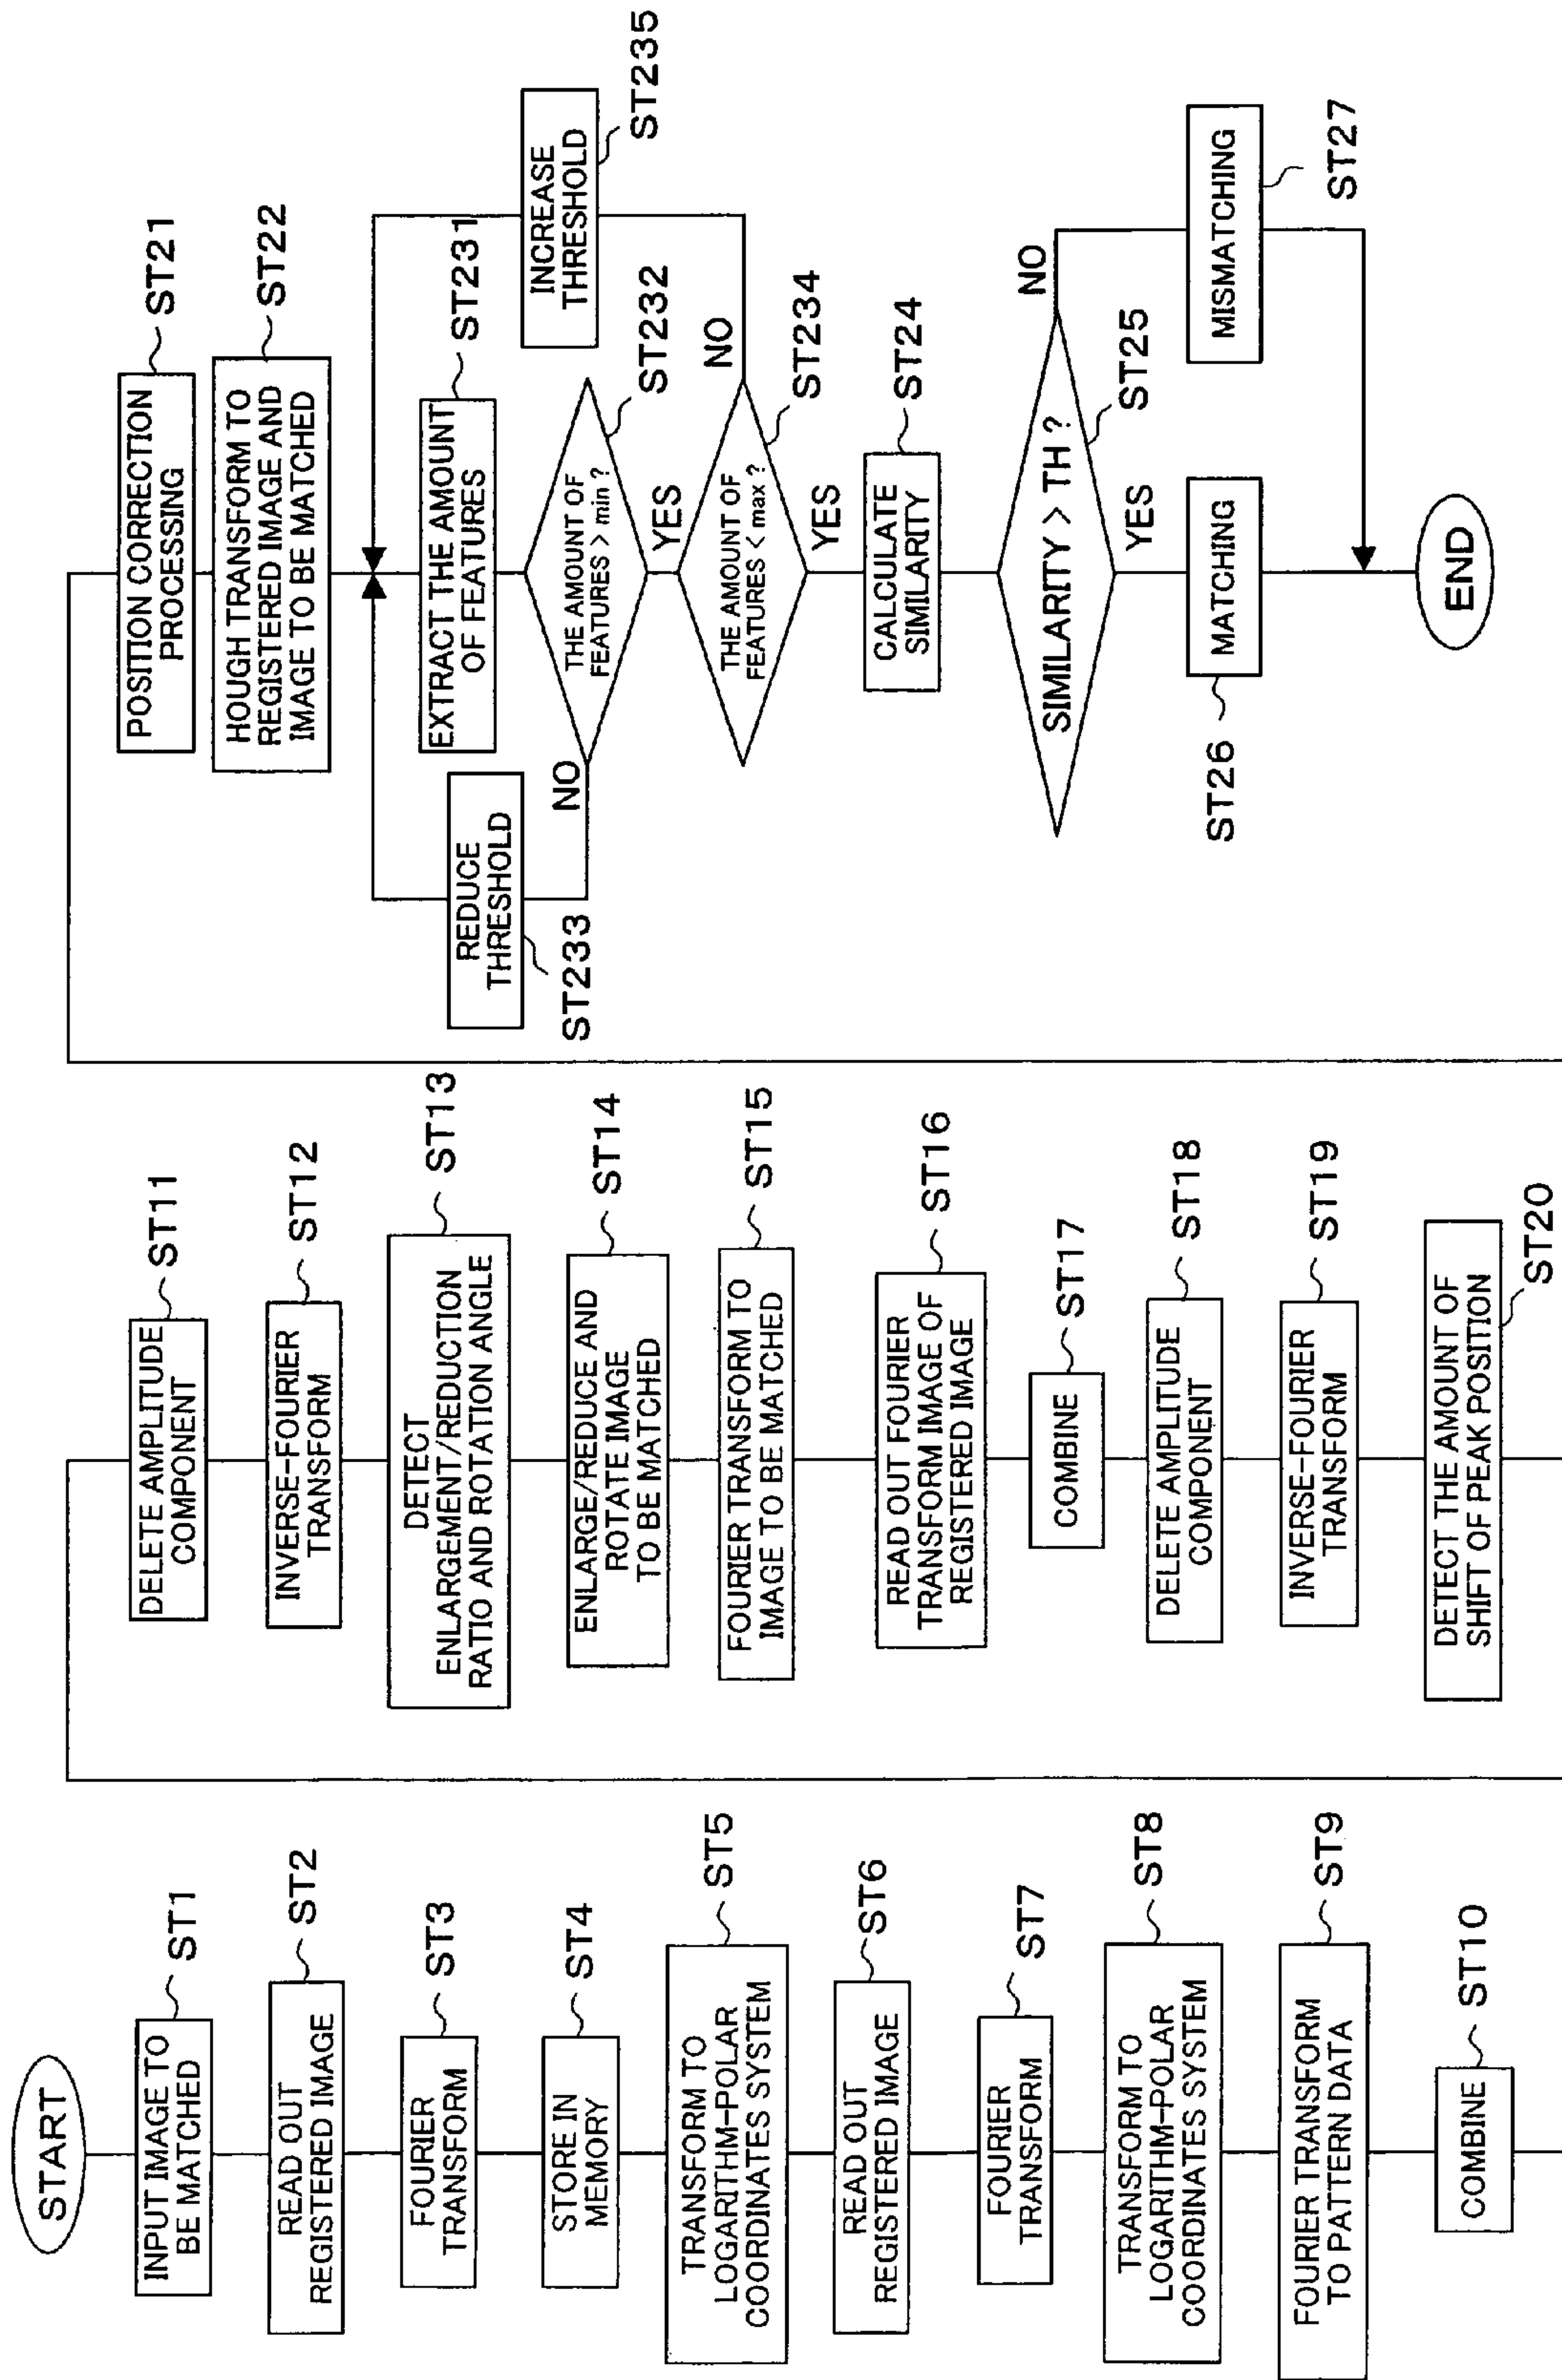 START
INPUT IMAGE TO
BE MATCHED
ST1
READ OUT
REGISTERED IMAGE
ST2
FOURIER
TRANSFORM
ST3
STORE IN
MEMORY
ST4
TRANSFORM TO
LOGARITHM-POLAR
COORDINATES SYSTEM
ST5
READ OUT
REGISTERED IMAGE
ST6
FOURIER
TRANSFORM
ST7
TRANSFORM TO
LOGARITHM-POLAR
COORDINATES SYSTEM
ST8
FOURIER TRANSFORM
TO PATTERN DATA
ST9
COMBINE
ST10
DELETE AMPLITUDE
COMPONENT
ST11
INVERSE-FOURIER
TRANSFORM
ST12
DETECT
ENLARGEMENT/REDUCTION
RATIO AND ROTATION ANGLE
ST13
ENLARGE/REDUCE AND
ROTATE IMAGE
TO BE MATCHED
ST14
FOURIER TRANSFORM TO
IMAGE TO BE MATCHED
ST15
READ OUT FOURIER
TRANSFORM IMAGE OF
REGISTERED IMAGE
ST16
COMBINE
ST17
DELETE AMPLITUDE
COMPONENT
ST18
INVERSE-FOURIER
TRANSFORM
ST19
DETECT THE AMOUNT OF
SHIFT OF PEAK POSITION
ST20
POSITION CORRECTION
PROCESSING
ST21
HOUGH TRANSFORM TO
REGISTERED IMAGE AND
IMAGE TO BE MATCHED
ST22
EXTRACT THE AMOUNT
OF FEATURES
ST231
THE AMOUNT OF
FEATURES > min ?
ST232
NO
YES
REDUCE
THRESHOLD
ST233
THE AMOUNT OF
FEATURES < max ?
ST234
NO
YES
INCREASE
THRESHOLD
ST235
CALCULATE
SIMILARITY
ST24
SIMILARITY > TH ?
ST25
NO
YES
MATCHING
ST26
MISMATCHING
ST27
END